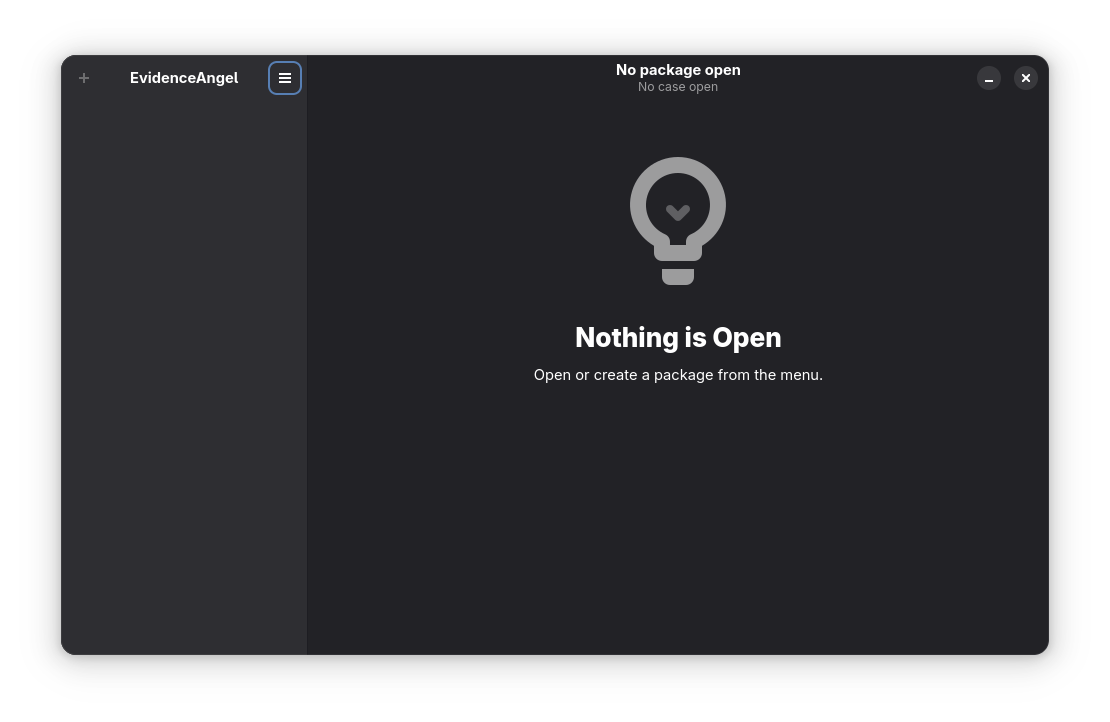 EvidenceAngel
No package open
No case open
Nothing is Open
Open or create a package from the menu.